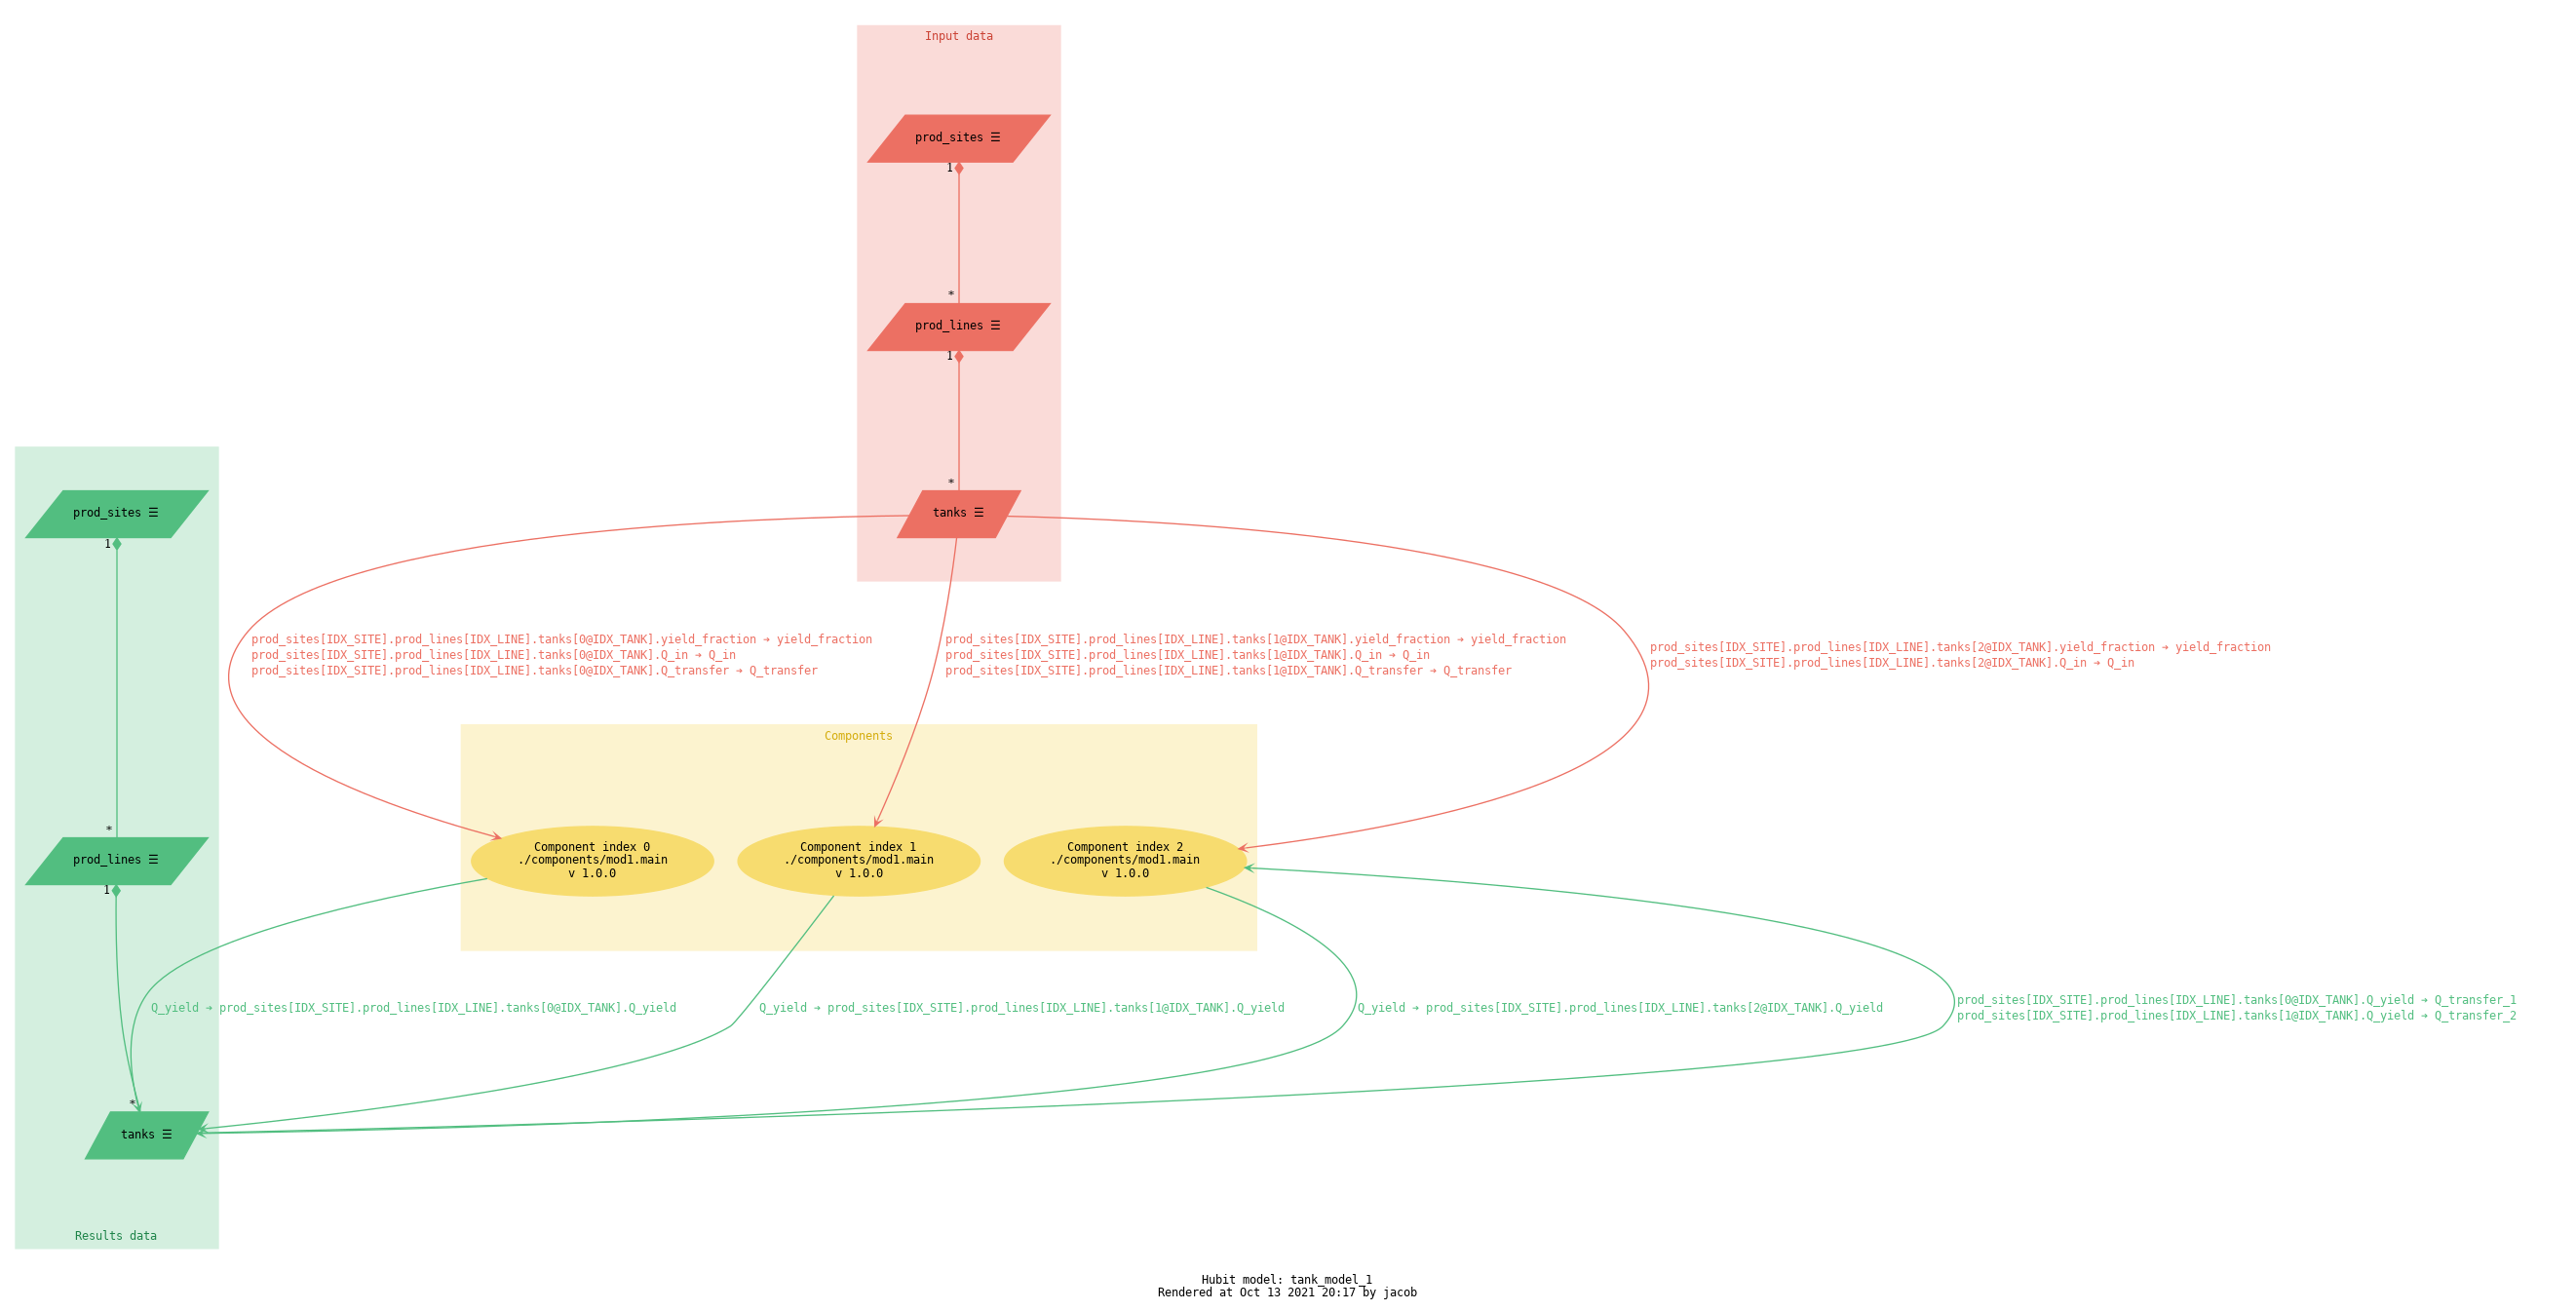 Input data
prod_sites ☰
1
*
prod_lines ☰
1
*
tanks ☰
prod_sites ☰
1
*
prod_lines ☰
1
*
tanks ☰
Results data
prod_sites[IDX_SITE].prod_lines[IDX_LINE].tanks[0@IDX_TANK].yield_fraction ➔ yield_fraction
prod_sites[IDX_SITE].prod_lines[IDX_LINE].tanks[0@IDX_TANK].Q_in ➔ Q_in
prod_sites[IDX_SITE].prod_lines[IDX_LINE].tanks[0@IDX_TANK].Q_transfer ➔ Q_transfer
prod_sites[IDX_SITE].prod_lines[IDX_LINE].tanks[1@IDX_TANK].yield_fraction ➔ yield_fraction
prod_sites[IDX_SITE].prod_lines[IDX_LINE].tanks[1@IDX_TANK].Q_in ➔ Q_in
prod_sites[IDX_SITE].prod_lines[IDX_LINE].tanks[1@IDX_TANK].Q_transfer ➔ Q_transfer
prod_sites[IDX_SITE].prod_lines[IDX_LINE].tanks[2@IDX_TANK].yield_fraction ➔ yield_fraction
prod_sites[IDX_SITE].prod_lines[IDX_LINE].tanks[2@IDX_TANK].Q_in ➔ Q_in
Components
Component index 0
./components/mod1.main
v 1.0.0
Component index 1
./components/mod1.main
v 1.0.0
Component index 2
./components/mod1.main
v 1.0.0
Q_yield ➔ prod_sites[IDX_SITE].prod_lines[IDX_LINE].tanks[0@IDX_TANK].Q_yield
Q_yield ➔ prod_sites[IDX_SITE].prod_lines[IDX_LINE].tanks[1@IDX_TANK].Q_yield
Q_yield ➔ prod_sites[IDX_SITE].prod_lines[IDX_LINE].tanks[2@IDX_TANK].Q_yield
prod_sites[IDX_SITE].prod_lines[IDX_LINE].tanks[0@IDX_TANK].Q_yield ➔ Q_transfer_1
prod_sites[IDX_SITE].prod_lines[IDX_LINE].tanks[1@IDX_TANK].Q_yield ➔ Q_transfer_2
Hubit model: tank_model_1
Rendered at Oct 13 2021 20:17 by jacob